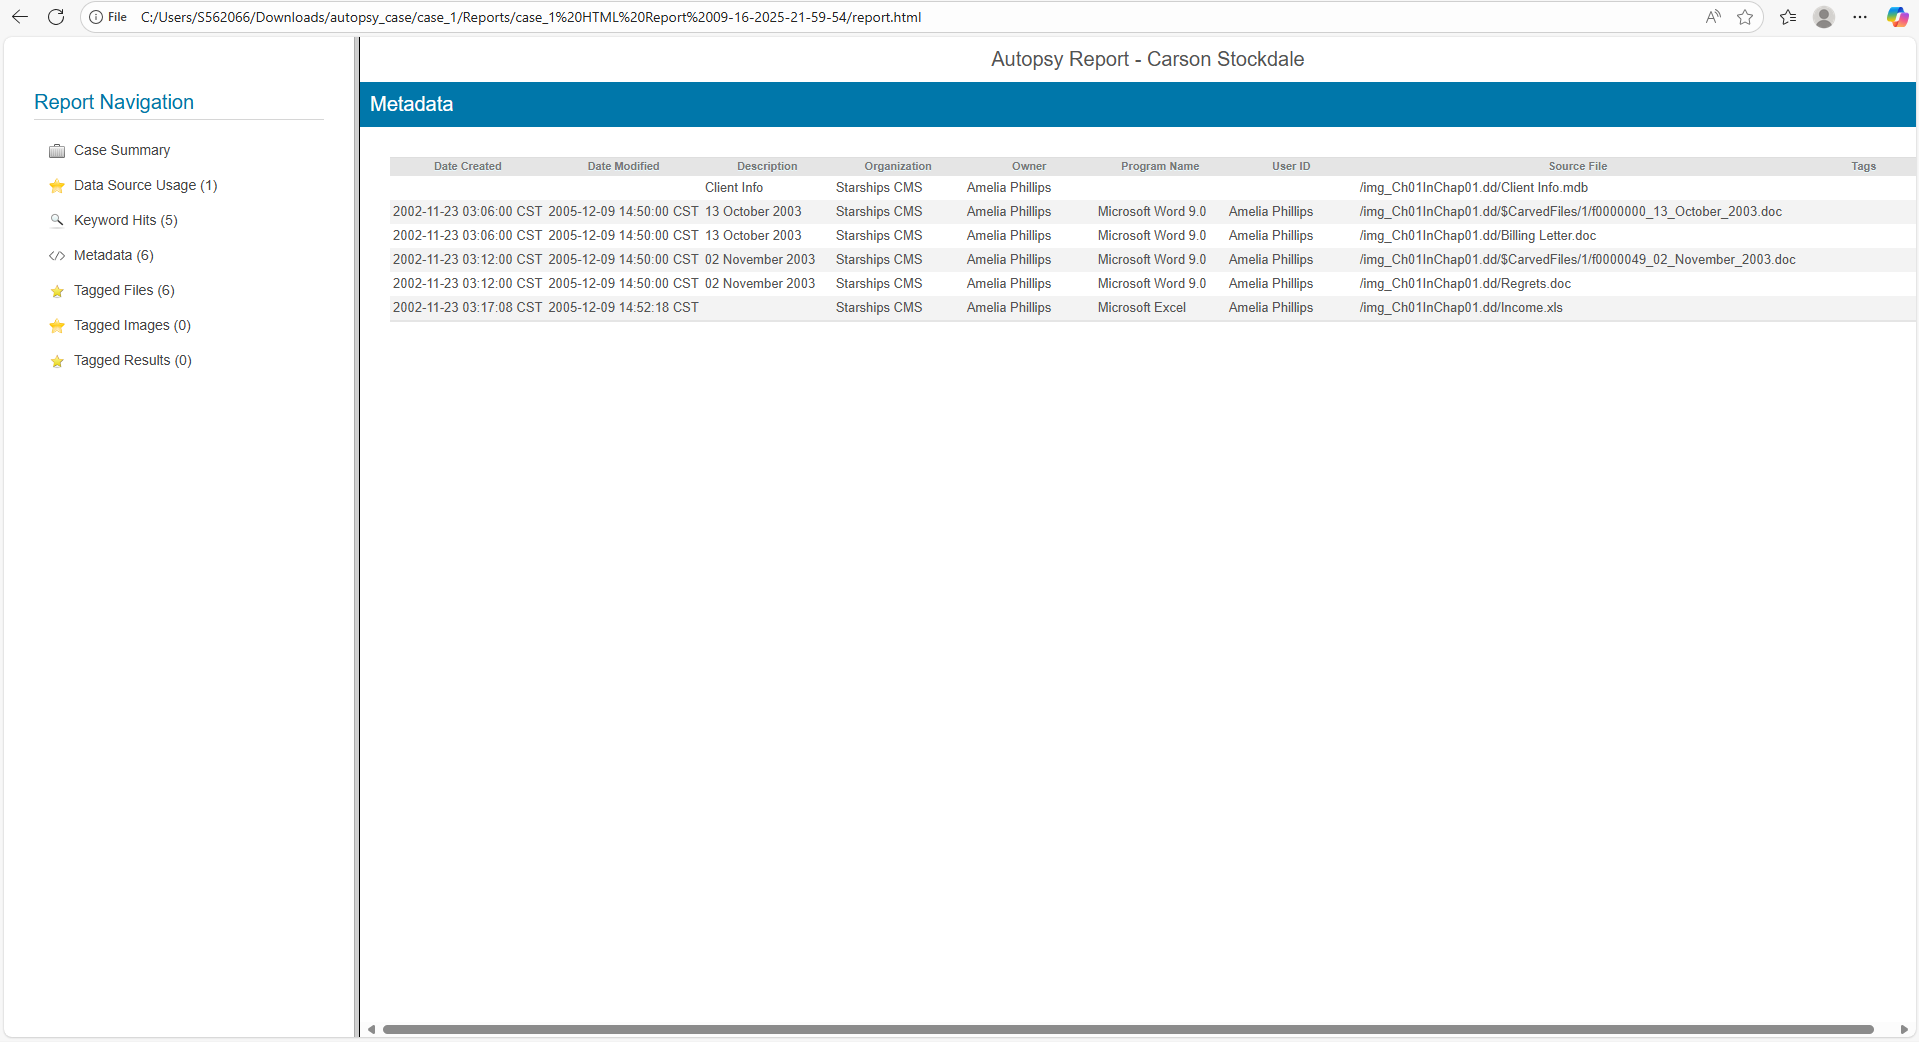 File C:/Users/S562066/Downloads/autopsy_case/case_1/Reports/case_1%20HTML%20Report%2009-16-2025-21-59-54/report.html
Autopsy Report - Carson Stockdale
Report Navigation
Case Summary
Data Source Usage (1)
Keyword Hits (5)
Metadata (6)
Tagged Files (6)
Tagged Images (0)
Tagged Results (0)
Metadata
Date Created Date Modified Description Organization Owner Program Name User ID Source File Tags
Client Info Starships CMS Amelia Phillips /img_Ch01InChap01.dd/Client Info.mdb
2002-11-23 03:06:00 CST 2005-12-09 14:50:00 CST 13 October 2003 Starships CMS Amelia Phillips Microsoft Word 9.0 Amelia Phillips /img_Ch01InChap01.dd/$CarvedFiles/1/f0000000_13_October_2003.doc
2002-11-23 03:06:00 CST 2005-12-09 14:50:00 CST 13 October 2003 Starships CMS Amelia Phillips Microsoft Word 9.0 Amelia Phillips /img_Ch01InChap01.dd/Billing Letter.doc
2002-11-23 03:12:00 CST 2005-12-09 14:50:00 CST 02 November 2003 Starships CMS Amelia Phillips Microsoft Word 9.0 Amelia Phillips /img_Ch01InChap01.dd/$CarvedFiles/1/f0000049_02_November_2003.doc
2002-11-23 03:12:00 CST 2005-12-09 14:50:00 CST 02 November 2003 Starships CMS Amelia Phillips Microsoft Word 9.0 Amelia Phillips /img_Ch01InChap01.dd/Regrets.doc
2002-11-23 03:17:08 CST 2005-12-09 14:52:18 CST Starships CMS Amelia Phillips Microsoft Excel Amelia Phillips /img_Ch01InChap01.dd/Income.xls